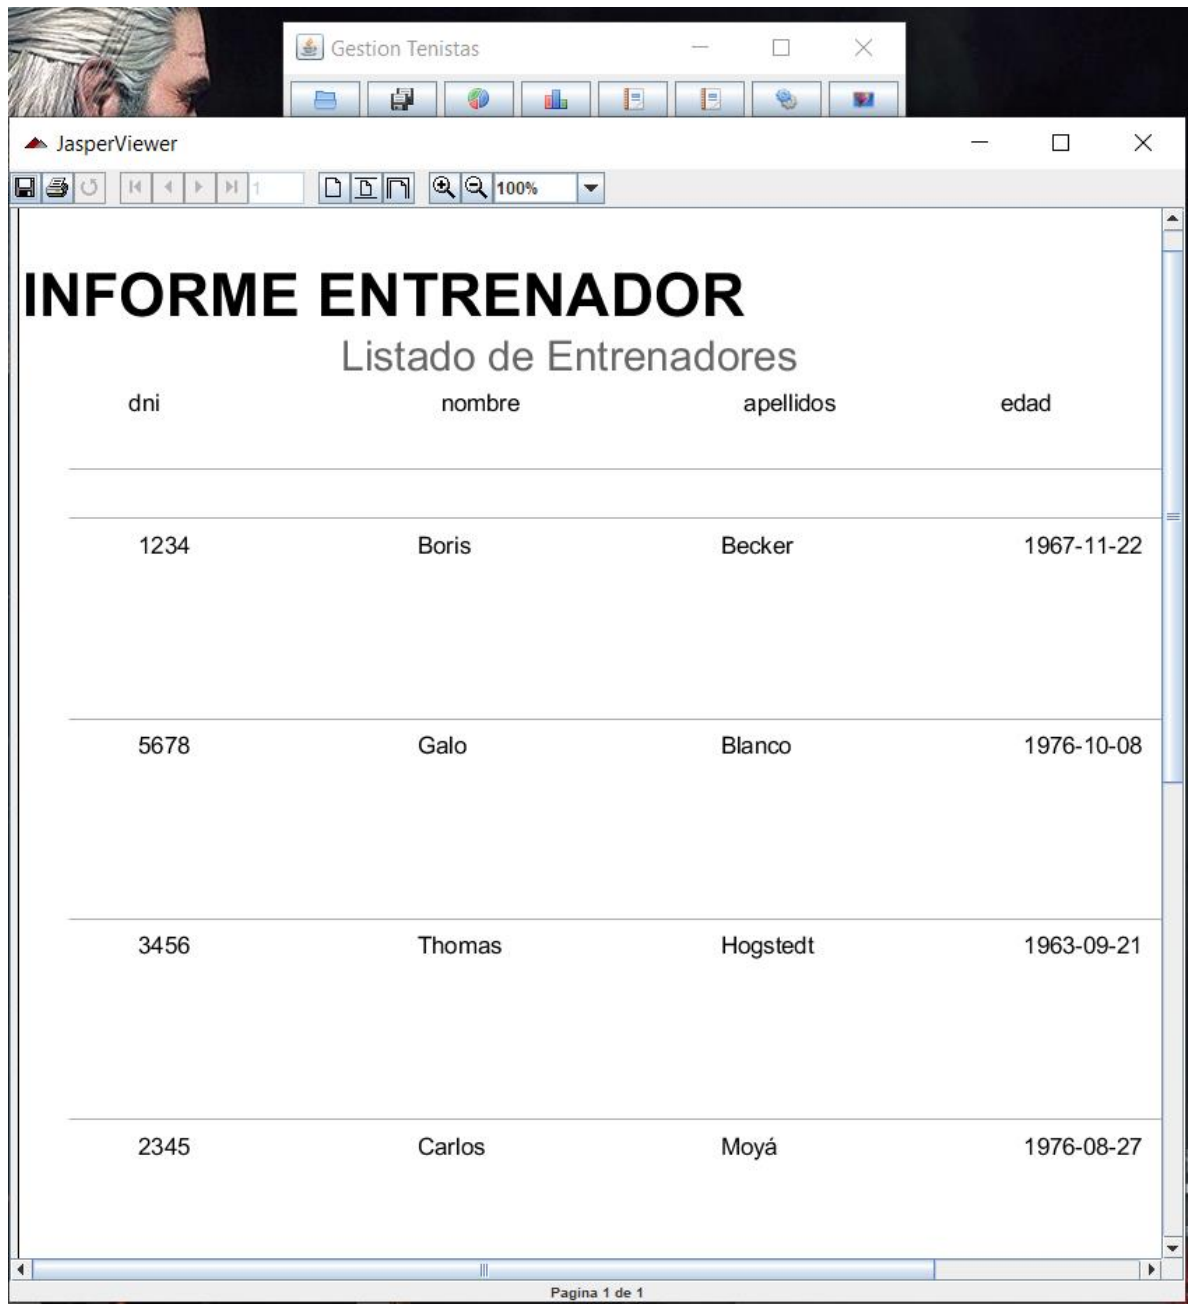 Gestion Tenistas
JasperViewer
1 100%
INFORME ENTRENADOR
Listado de Entrenadores
dni nombre apellidos edad
1234 Boris Becker 1967-11-22
5678 Galo Blanco 1976-10-08
3456 Thomas Hogstedt 1963-09-21
2345 Carlos Moyá 1976-08-27
Pagina 1 de 1